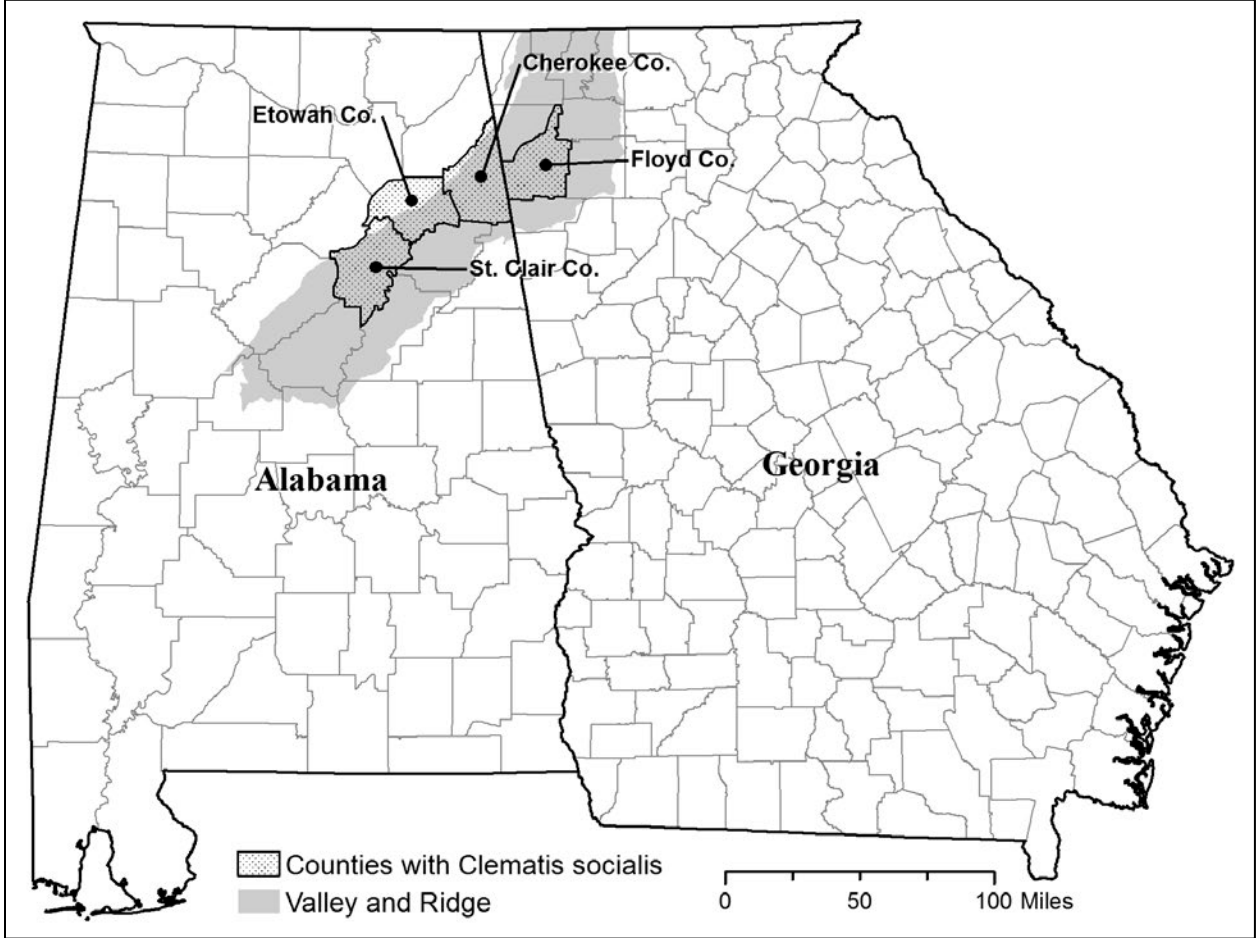 Cherokee Co.
Etowah Co.
Floyd Co.
St. Clair Co.
Alabama
Georgia
Counties with Clematis socialis
Valley and Ridge
0 50 100 Miles